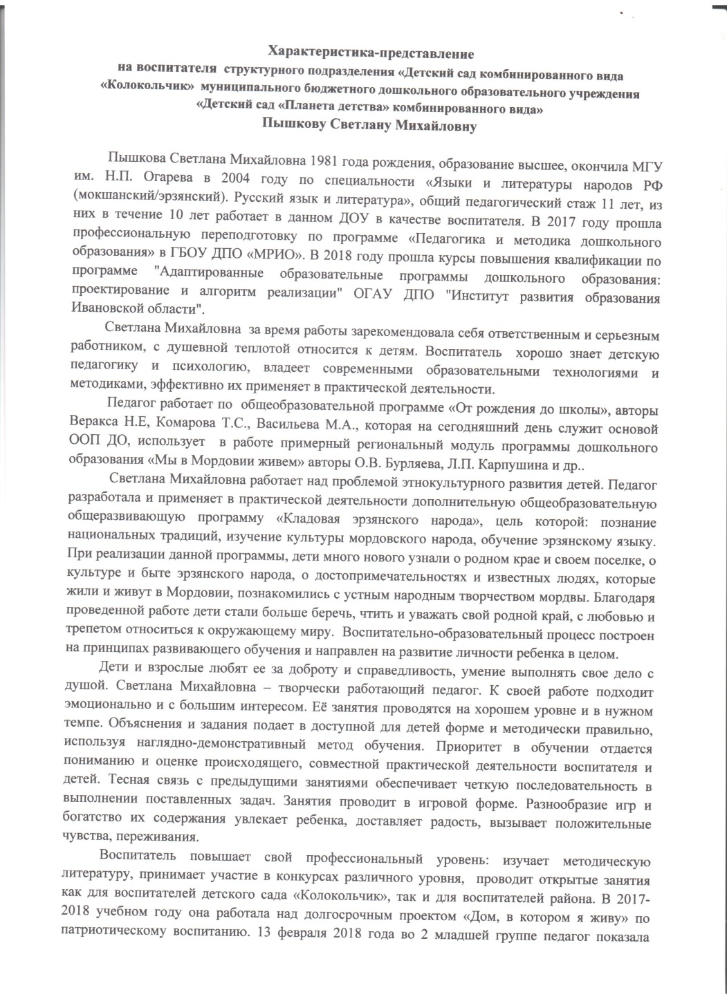 Характеристика-представление
на воспитателя структурного подразделения «Детский сад комбинированного вида
«Колокольчик» муниципального бюджетного дошкольного образовательного учреждения
«Детский сад «Планета детства» комбинированного вида»
Пышкову Светлану Михайловну
Пышкова Светлана Михайловна 1981 года рождения, образование высшее, окончила МГУ
им. Н.П. Огарева в 2004 году по специальности «Языки и литературы народов РФ
(мокшанский/эрзянский). Русский язык и литература», общий педагогический стаж 11 лет, из
них в течение 10 лет работает в данном ДОУ в качестве воспитателя. В 2017 году прошла
профессиональную переподготовку по программе «Педагогика и методика дошкольного
образования» в ГБОУ ДПО «МРИО». В 2018 году прошла курсы повышения квалификации по
программе "Адаптированные образовательные программы дошкольного образования:
проектирование и алгоритм реализации" ОГАУ ДПО "Институт развития образования
Ивановской области".
Светлана Михайловна за время работы зарекомендовала себя ответственным и серьезным
работником, с душевной теплотой относится к детям. Воспитатель хорошо знает детскую
педагогику и психологию, владеет современными образовательными технологиями и
методиками, эффективно их применяет в практической деятельности.
Педагог работает по общеобразовательной программе «От рождения до школы», авторы
Веракса Н.Е, Комарова Т.С., Васильева М.А., которая на сегодняшний день служит основой
ООП ДО, использует в работе примерный региональный модуль программы дошкольного
образования «Мы в Мордовии живем» авторы О.В. Бурляева, Л.П. Карпушина и др..
Светлана Михайловна работает над проблемой этнокультурного развития детей. Педагог
разработала и применяет в практической деятельности дополнительную общеобразовательную
общеразвивающую программу «Кладовая эрзянского народа», цель которой: познание
национальных традиций, изучение культуры мордовского народа, обучение эрзянскому языку.
При реализации данной программы, дети много нового узнали о родном крае и своем поселке, о
культуре и быте эрзянского народа, о достопримечательностях и известных людях, которые
жили и живут в Мордовии, познакомились с устным народным творчеством мордвы. Благодаря
проведенной работе дети стали больше беречь, чтить и уважать свой родной край, с любовью и
трепетом относиться к окружающему миру. Воспитательно-образовательный процесс построен
на принципах развивающего обучения и направлен на развитие личности ребенка в целом.
Дети и взрослые любят ее за доброту и справедливость, умение выполнять свое дело с
душой. Светлана Михайловна – творчески работающий педагог. К своей работе подходит
эмоционально и с большим интересом. Её занятия проводятся на хорошем уровне и в нужном
темпе. Объяснения и задания подает в доступной для детей форме и методически правильно,
используя наглядно-демонстративный метод обучения. Приоритет в обучении отдается
пониманию и оценке происходящего, совместной практической деятельности воспитателя и
детей. Тесная связь с предыдущими занятиями обеспечивает четкую последовательность в
выполнении поставленных задач. Занятия проводит в игровой форме. Разнообразие игр и
богатство их содержания увлекает ребенка, доставляет радость, вызывает положительные
чувства, переживания.
Воспитатель повышает свой профессиональный уровень: изучает методическую
литературу, принимает участие в конкурсах различного уровня, проводит открытые занятия
как для воспитателей детского сада «Колокольчик», так и для воспитателей района. В 2017-
2018 учебном году она работала над долгосрочным проектом «Дом, в котором я живу» по
патриотическому воспитанию. 13 февраля 2018 года во 2 младшей группе педагог показала